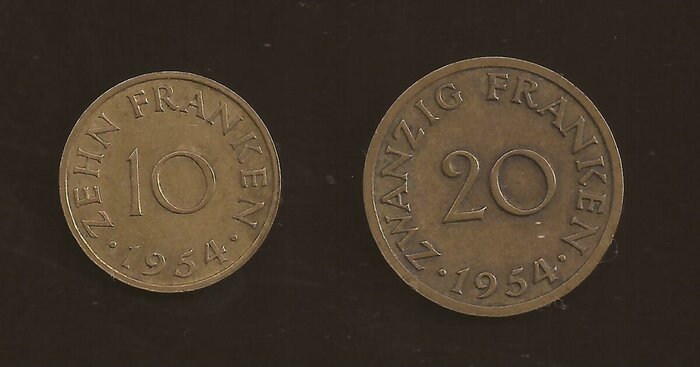 ZEHN FRANKEN
10
· 1954 ·
ZWANZIG FRANKEN
20
· 1954 ·